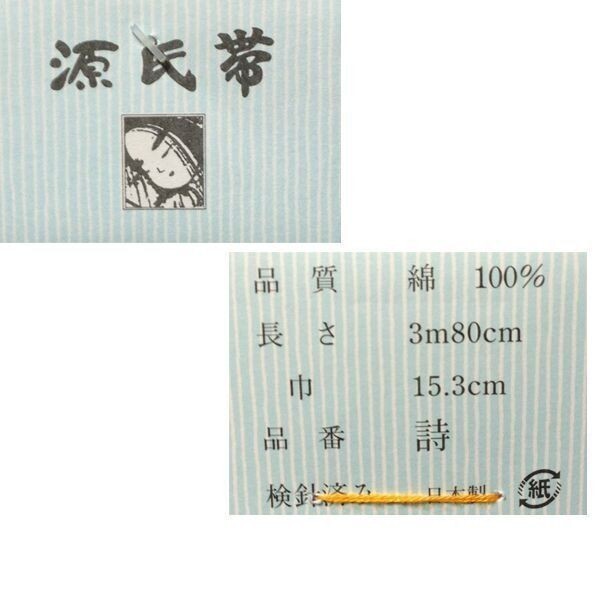 源氏帯
品質 綿 100%
長さ 3m80cm
巾 15.3cm
品番 詩
検針済み 日本製 紙